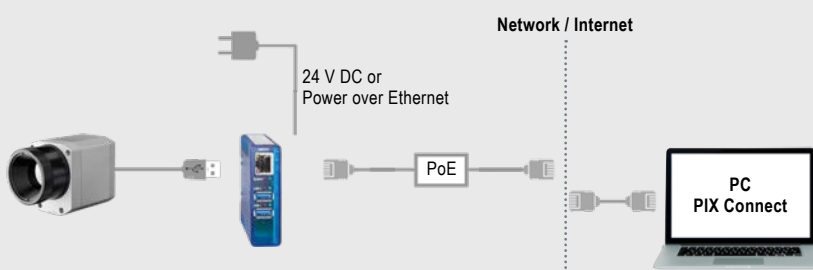 Network / Internet
24 V DC or
Power over Ethernet
PoE
PC
PIX Connect